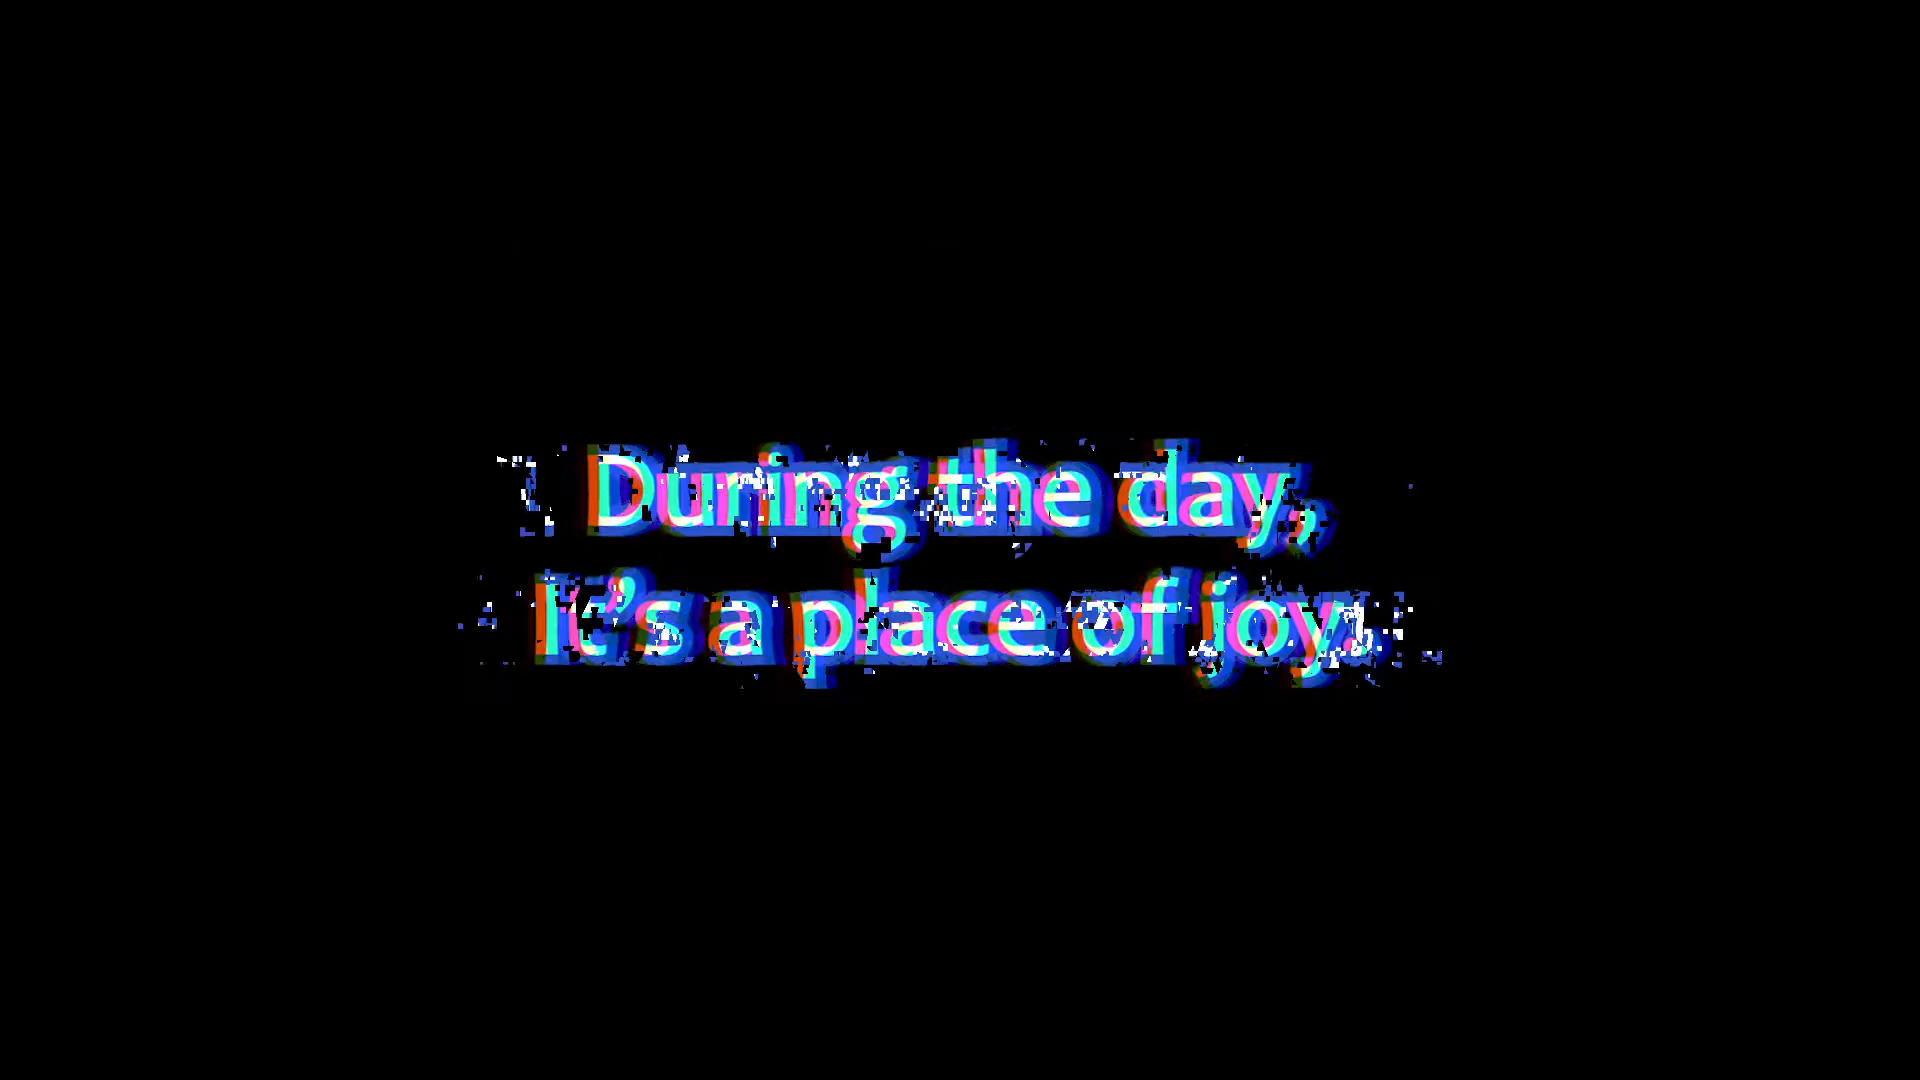 During the day,
It’s a place of joy.